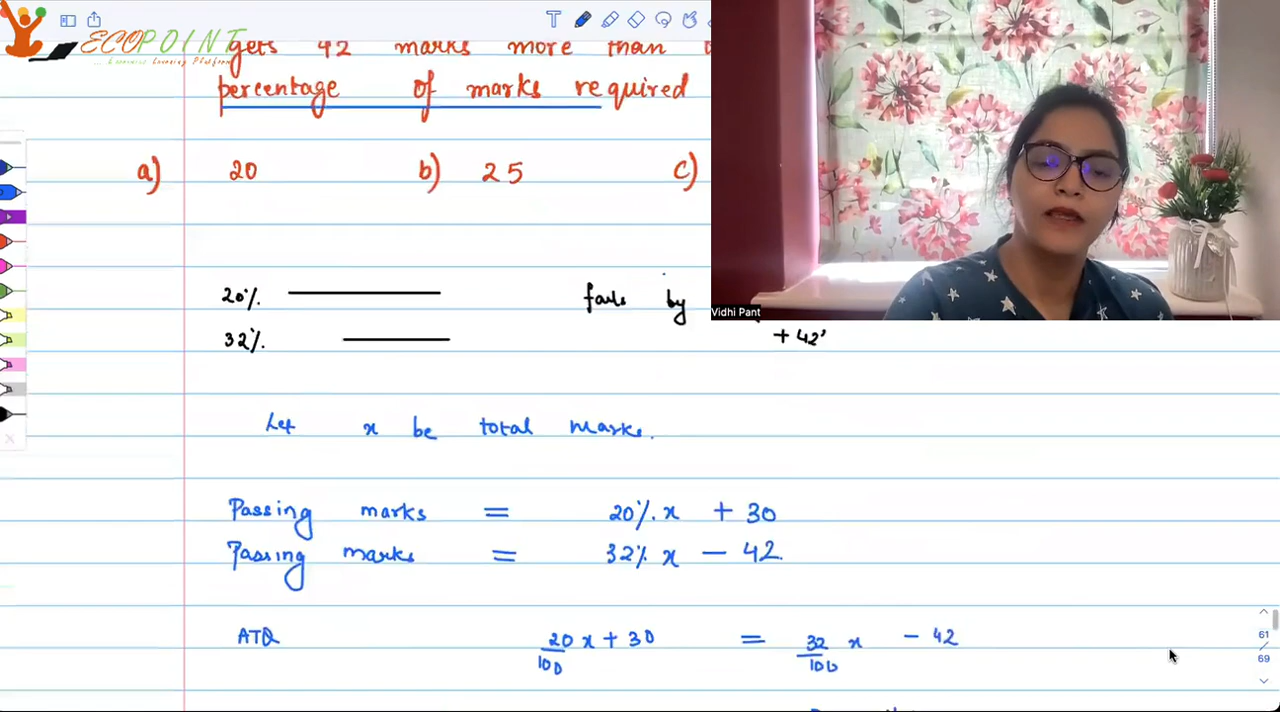 ECOPOINT
gets 42 marks more than
percentage of marks required
a) 20 b) 25 c)
20%. fails by
32%. + 42
Vidhi Pant
Let x be total marks.
Passing marks = 20%.x + 30
Passing marks = 32%.x - 42.
ATQ 20/100 x + 30 = 32/100 x - 42
61
69